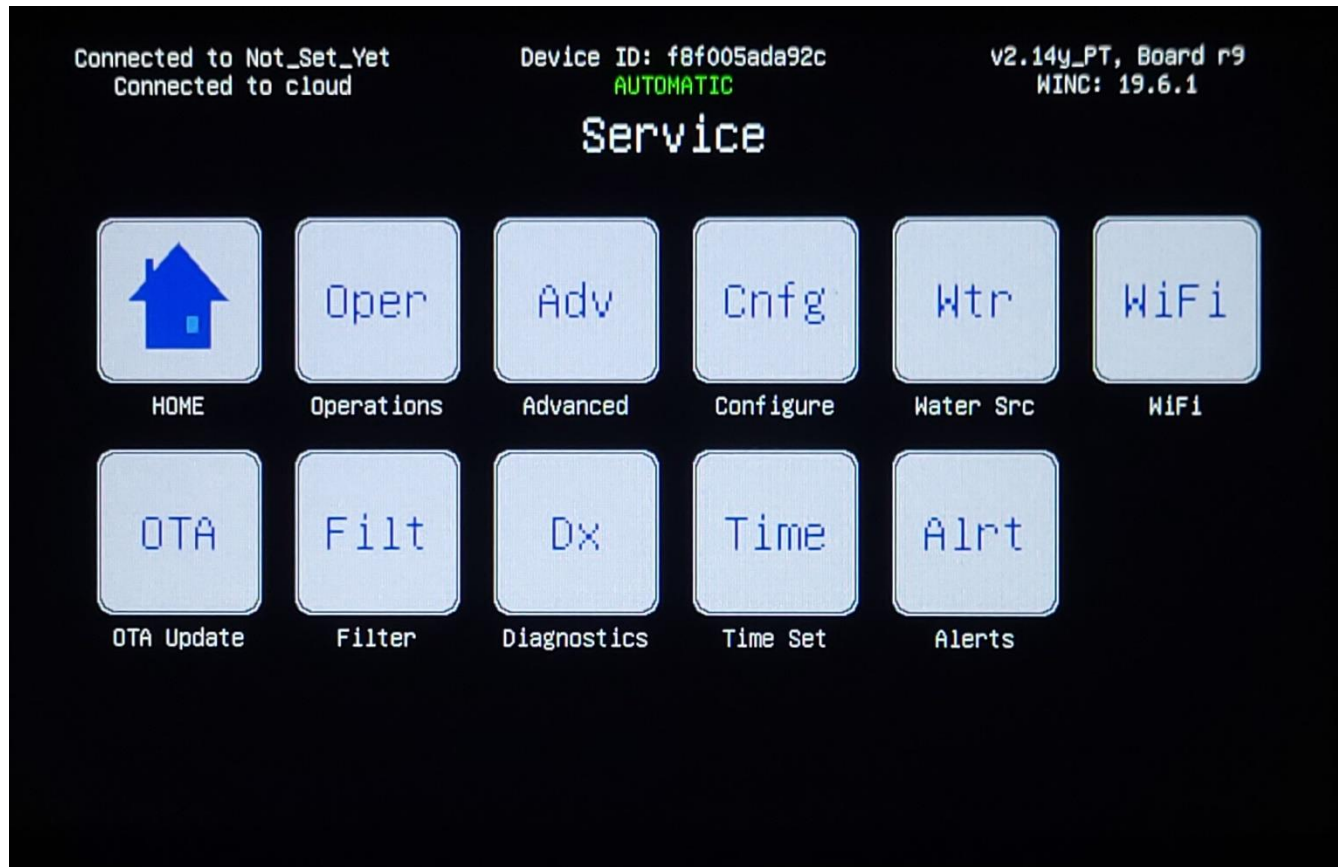 Connected to Not_Set_Yet
Connected to cloud
Device ID: f8f005ada92c
AUTOMATIC
v2.14y_PT, Board r9
WINC: 19.6.1
Service
Oper
Adv
Cnfg
Wtr
WiFi
HOME
Operations
Advanced
Configure
Water Src
WiFi
OTA
Filt
Dx
Time
Alrt
OTA Update
Filter
Diagnostics
Time Set
Alerts